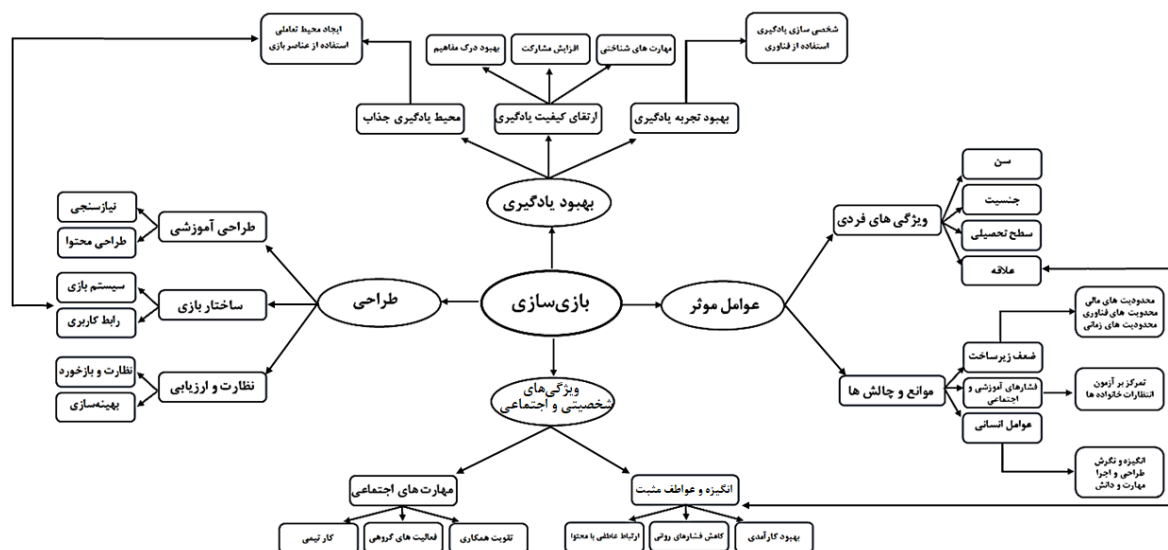 شخصی سازی یادگیری
استفاده از فناوری
ایجاد محیط تعاملی
استفاده از عناصر بازی
مهارت های شناختی
افزایش مشارکت
بهبود درک مفاهیم
بهبود تجربه یادگیری
ارتقای کیفیت یادگیری
محیط یادگیری جذاب
بهبود یادگیری
سن
جنسیت
سطح تحصیلی
علاقه
ویژگی های فردی
طراحی آموزشی
نیازسنجی
طراحی محتوا
بازی‌سازی
عوامل موثر
طراحی
ساختار بازی
سیستم بازی
رابط کاربری
محدودیت های مالی
محدویت های فناوری
محدودیت های زمانی
ضعف زیرساخت
موانع و چالش ها
فشارهای آموزشی و
اجتماعی
تمرکز بر آزمون
انتظارات خانواده ها
عوامل انسانی
انگیزه و نگرش
طراحی و اجرا
مهارت و دانش
نظارت و ارزیابی
نظارت و بازخورد
بهینه‌سازی
ویژگی‌های
شخصیتی و اجتماعی
انگیزه و عواطف مثبت
مهارت های اجتماعی
بهبود کارآمدی
کاهش فشارهای روانی
ارتباط عاطفی با محتوا
تقویت همکاری
فعالیت های گروهی
کار تیمی